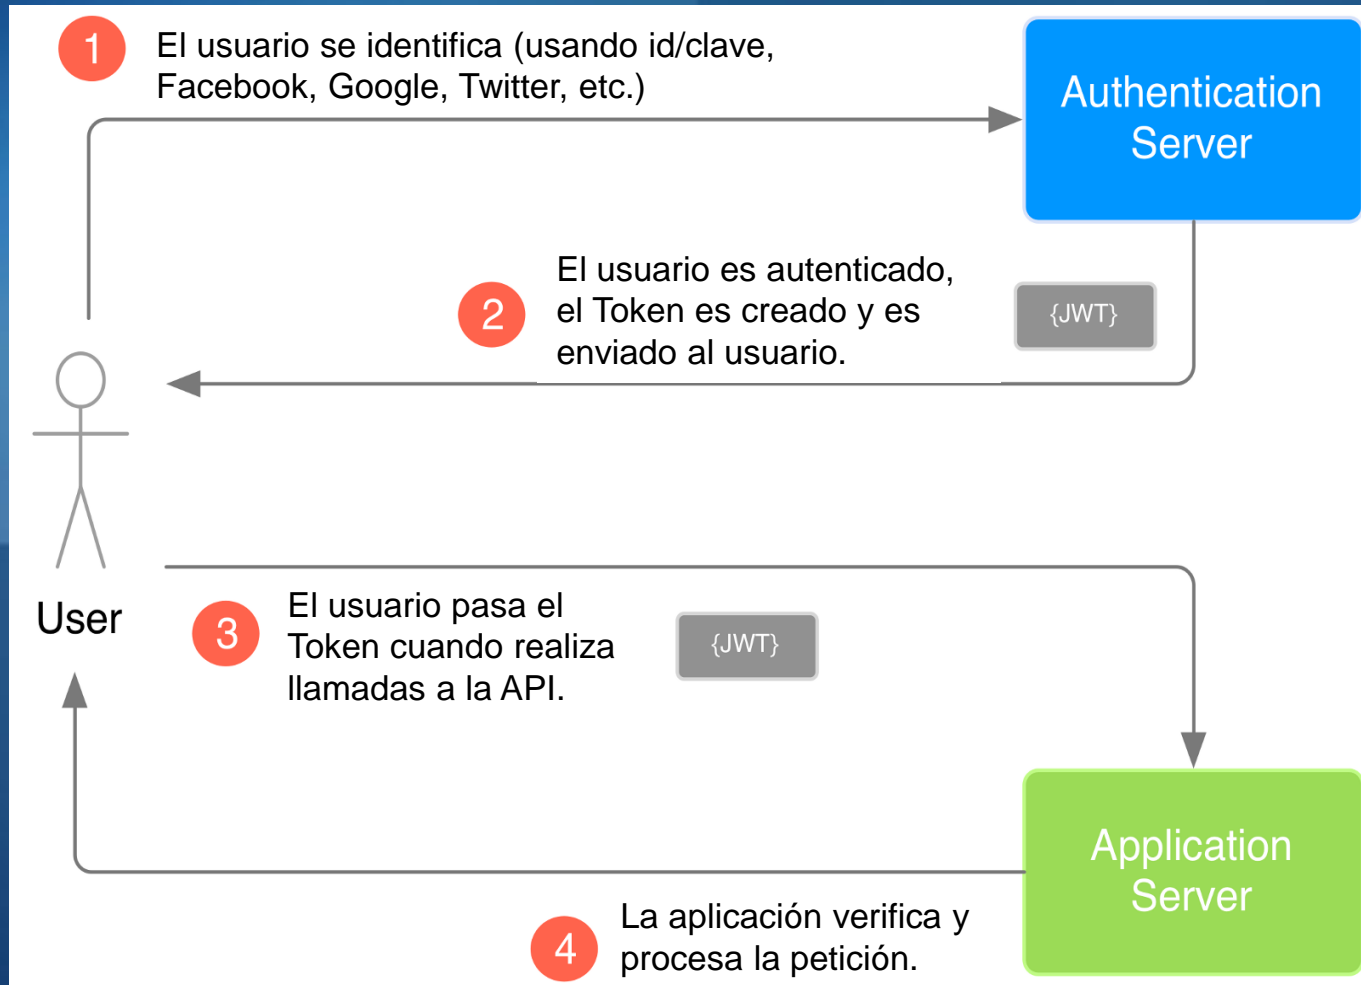 1
El usuario se identifica (usando id/clave,
Facebook, Google, Twitter, etc.)
Authentication
Server
2
El usuario es autenticado,
el Token es creado y es
enviado al usuario.
{JWT}
User
3
El usuario pasa el
Token cuando realiza
llamadas a la API.
{JWT}
Application
Server
4
La aplicación verifica y
procesa la petición.